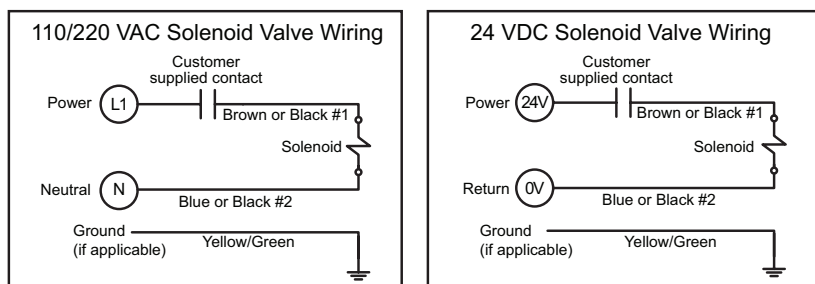 110/220 VAC Solenoid Valve Wiring
Customer
supplied contact
Power
L1
Brown or Black #1
Solenoid
Neutral
N
Blue or Black #2
Ground
(if applicable)
Yellow/Green
24 VDC Solenoid Valve Wiring
Customer
supplied contact
Power
24V
Brown or Black #1
Solenoid
Return
0V
Blue or Black #2
Ground
(if applicable)
Yellow/Green